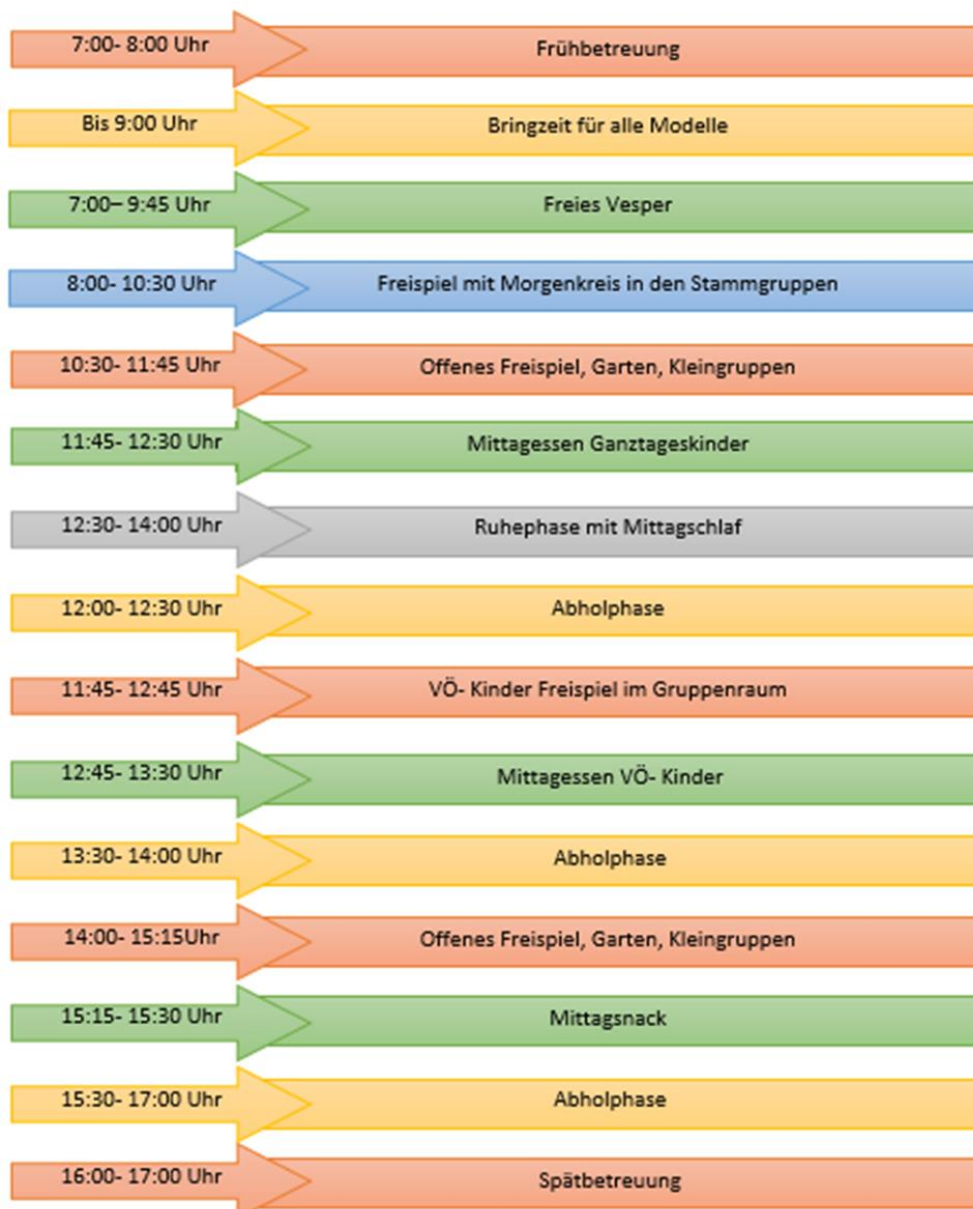 7:00- 8:00 Uhr Frühbetreuung
Bis 9:00 Uhr Bringzeit für alle Modelle
7:00– 9:45 Uhr Freies Vesper
8:00- 10:30 Uhr Freispiel mit Morgenkreis in den Stammgruppen
10:30- 11:45 Uhr Offenes Freispiel, Garten, Kleingruppen
11:45- 12:30 Uhr Mittagessen Ganztageskinder
12:30- 14:00 Uhr Ruhephase mit Mittagschlaf
12:00- 12:30 Uhr Abholphase
11:45- 12:45 Uhr VÖ- Kinder Freispiel im Gruppenraum
12:45- 13:30 Uhr Mittagessen VÖ- Kinder
13:30- 14:00 Uhr Abholphase
14:00- 15:15Uhr Offenes Freispiel, Garten, Kleingruppen
15:15- 15:30 Uhr Mittagsnack
15:30- 17:00 Uhr Abholphase
16:00- 17:00 Uhr Spätbetreuung